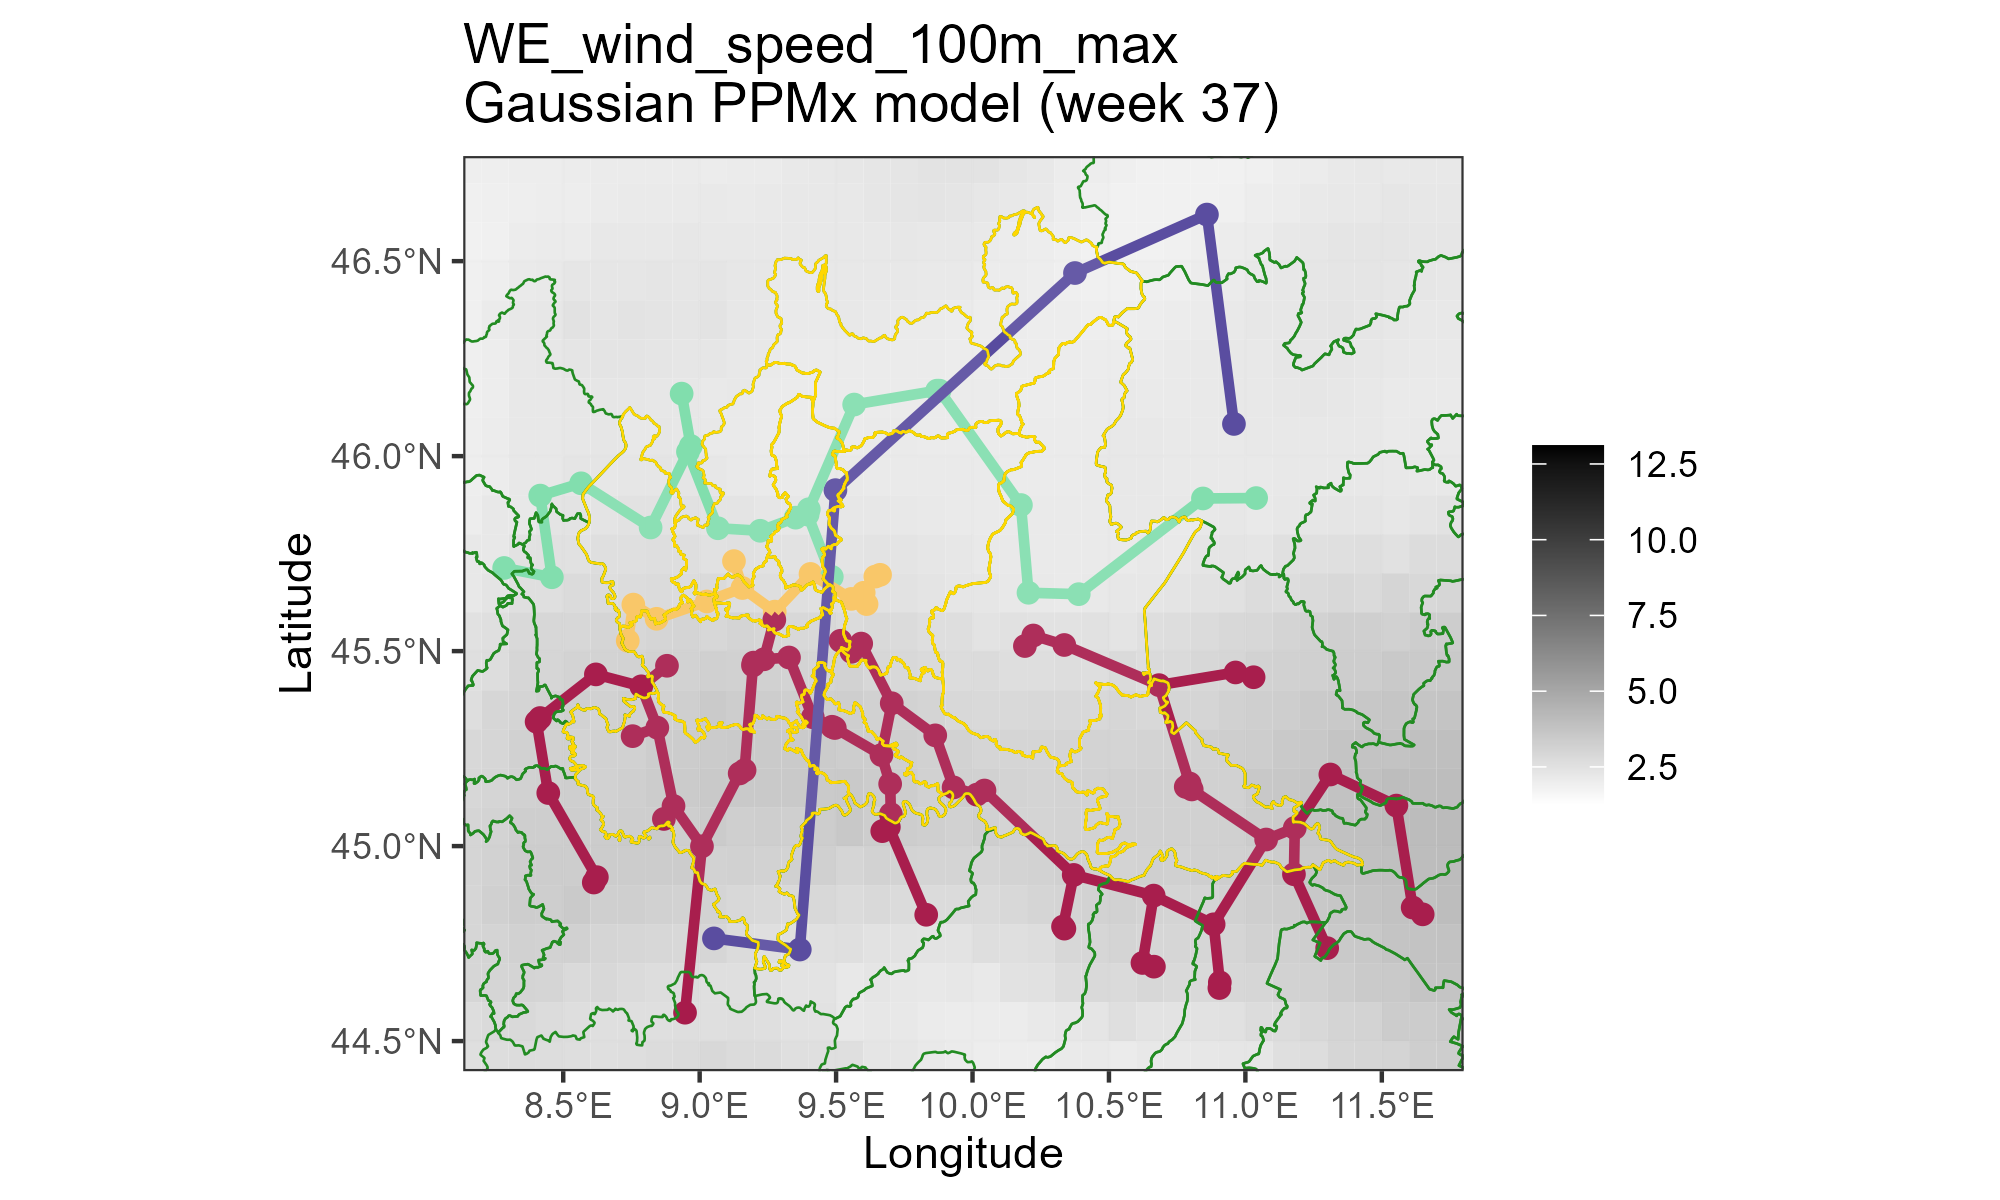 WE_wind_speed_100m_max
Gaussian PPMx model (week 37)
46.5°N
46.0°N
45.5°N
45.0°N
44.5°N
Latitude
8.5°E
9.0°E
9.5°E
10.0°E
10.5°E
11.0°E
11.5°E
Longitude
12.5
10.0
7.5
5.0
2.5